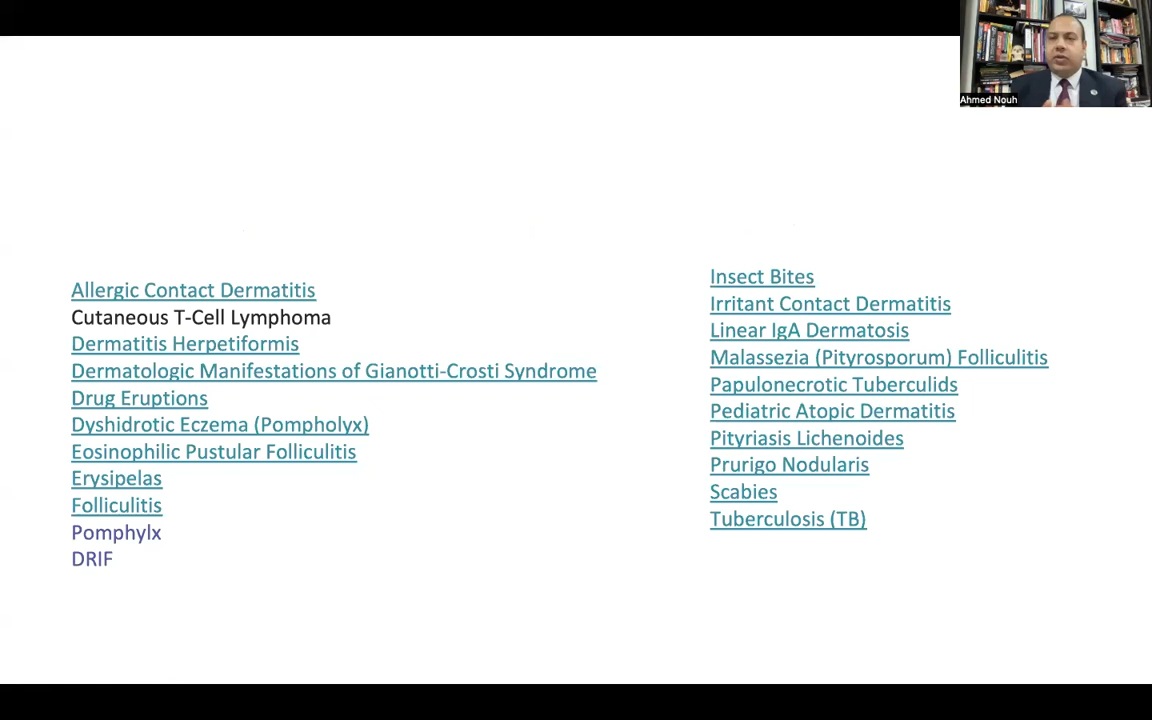 Ahmed Nouh
Allergic Contact Dermatitis
Cutaneous T-Cell Lymphoma
Dermatitis Herpetiformis
Dermatologic Manifestations of Gianotti-Crosti Syndrome
Drug Eruptions
Dyshidrotic Eczema (Pompholyx)
Eosinophilic Pustular Folliculitis
Erysipelas
Folliculitis
Pomphylx
DRIF
Insect Bites
Irritant Contact Dermatitis
Linear IgA Dermatosis
Malassezia (Pityrosporum) Folliculitis
Papulonecrotic Tuberculids
Pediatric Atopic Dermatitis
Pityriasis Lichenoides
Prurigo Nodularis
Scabies
Tuberculosis (TB)